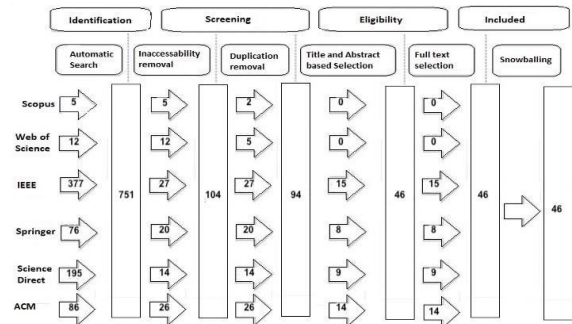 Identification Screening Eligibility Included
Automatic Search
Inaccessability removal
Duplication removal
Title and Abstract based Selection
Full text selection
Snowballing
Scopus 5 5 2 0 0
Web of Science 12 12 5 0 0
IEEE 377 27 27 15 15
751 104 94 46 46 46
Springer 76 20 20 8 8
Science Direct 195 14 14 9 9
ACM 86 26 26 14 14